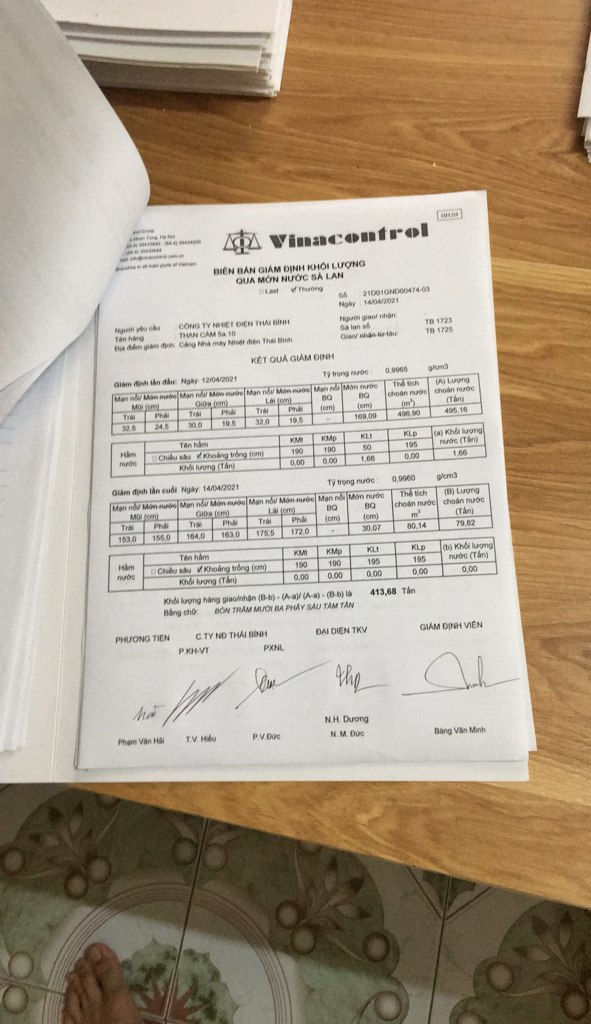 103.04
Vinacontrol
BIÊN BẢN GIÁM ĐỊNH KHỐI LƯỢNG
QUA MỚN NƯỚC SÀ LAN
Last Thường
Số : 21D01GND00474-03
Ngày : 14/04/2021
Người yêu cầu : CÔNG TY NHIỆT ĐIỆN THÁI BÌNH
Người giao/ nhận:
Tên hàng : THAN CÁM 5a.10
Sà lan số : TB 1723
Địa điểm giám định: Cảng Nhà máy Nhiệt điện Thái Bình
Giao/ nhận từ tàu: TB 1725
KẾT QUẢ GIÁM ĐỊNH
Giám định lần đầu: Ngày: 12/04/2021 Tỷ trọng nước : 0,9965 g/cm3
Mạn nổi/ Mớn nước Mũi (cm) Mạn nổi/ Mớn nước Giữa (cm) Mạn nổi/ Mớn nước Lái (cm) Mạn nổi BQ (cm) Mớn nước BQ (cm) Thể tích choán nước (m³) (A) Lượng choán nước (Tấn)
Trái Phải Trái Phải Trái Phải
32,5 24,5 30,0 19,5 32,0 19,5 - 169,09 496,90 495,16
Hầm nước Tên hầm KMt KMp KLt KLp (a) Khối lượng nước (Tấn)
Chiều sâu Khoảng trống (cm) 190 190 50 195
Khối lượng (Tấn) 0,00 0,00 1,66 0,00 1,66
Giám định lần cuối Ngày: 14/04/2021 Tỷ trọng nước : 0,9960 g/cm3
Mạn nổi/ Mớn nước Mũi (cm) Mạn nổi/ Mớn nước Giữa (cm) Mạn nổi/ Mớn nước Lái (cm) Mạn nổi BQ (cm) Mớn nước BQ (cm) Thể tích choán nước m³ (B) Lượng choán nước (Tấn)
Trái Phải Trái Phải Trái Phải
153,0 155,0 164,0 163,0 175,5 172,0 - 30,07 80,14 79,82
Hầm nước Tên hầm KMt KMp KLt KLp (b) Khối lượng nước (Tấn)
Chiều sâu Khoảng trống (cm) 190 190 195 195
Khối lượng (Tấn) 0,00 0,00 0,00 0,00 0,00
Khối lượng hàng giao/nhận (B-b) - (A-a)/ (A-a) - (B-b) là 413,68 Tấn
Bằng chữ: BỐN TRĂM MƯỜI BA PHẨY SÁU TÁM TẤN
PHƯƠNG TIỆN C.TY NĐ THÁI BÌNH ĐẠI DIỆN TKV GIÁM ĐỊNH VIÊN
P.KH-VT PXNL
N.H. Dương
Phạm Văn Hải T.V. Hiếu P.V.Đức N. M. Đức Bàng Văn Minh